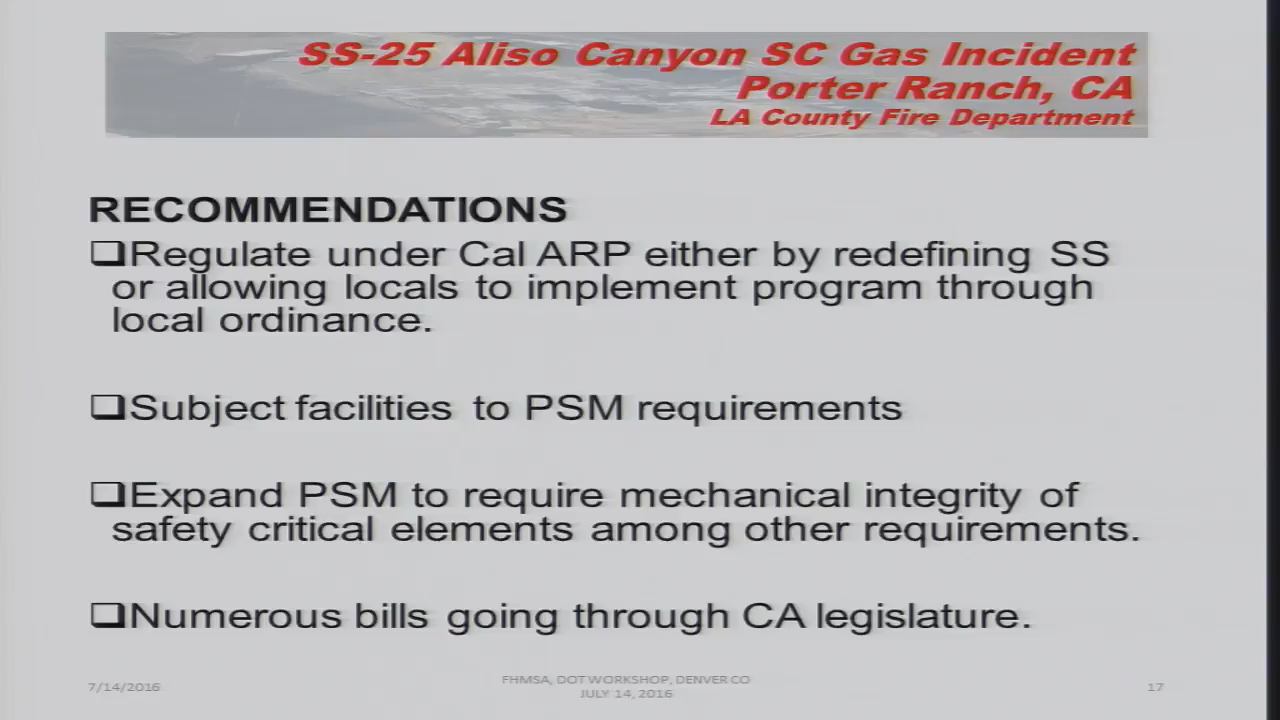 SS-25 Aliso Canyon SC Gas Incident
Porter Ranch, CA
LA County Fire Department
RECOMMENDATIONS
❑Regulate under Cal ARP either by redefining SS
or allowing locals to implement program through
local ordinance.
❑Subject facilities to PSM requirements
❑Expand PSM to require mechanical integrity of
safety critical elements among other requirements.
❑Numerous bills going through CA legislature.
7/14/2016
FHMSA, DOT WORKSHOP, DENVER CO
JULY 14, 2016
17